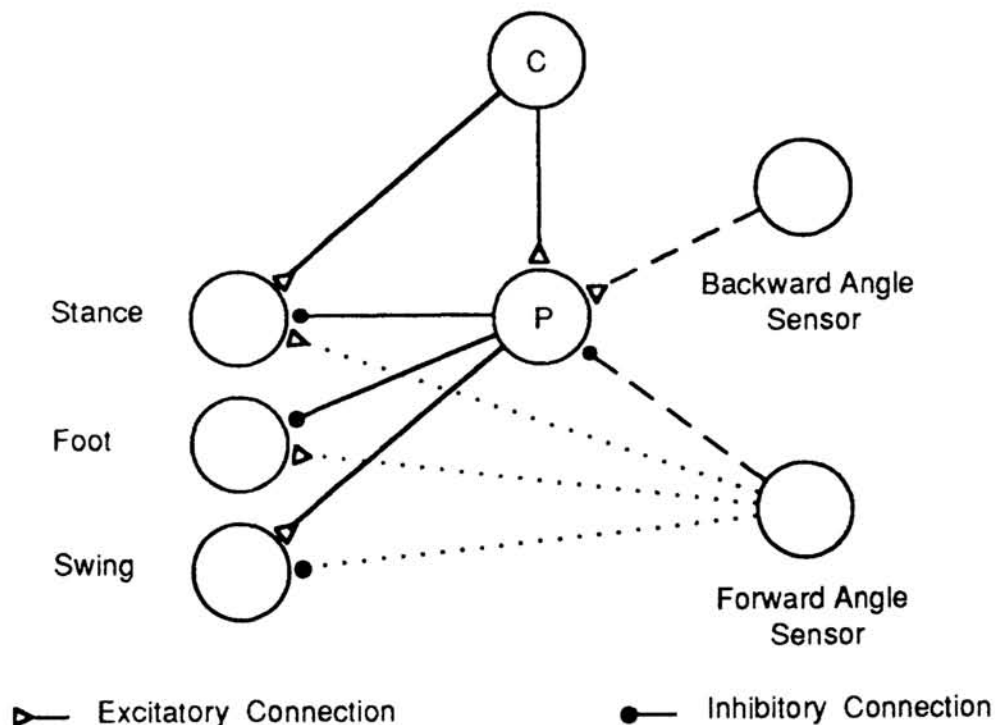 C
Backward Angle
Sensor
Stance
P
Foot
Swing
Forward Angle
Sensor
Excitatory Connection
Inhibitory Connection